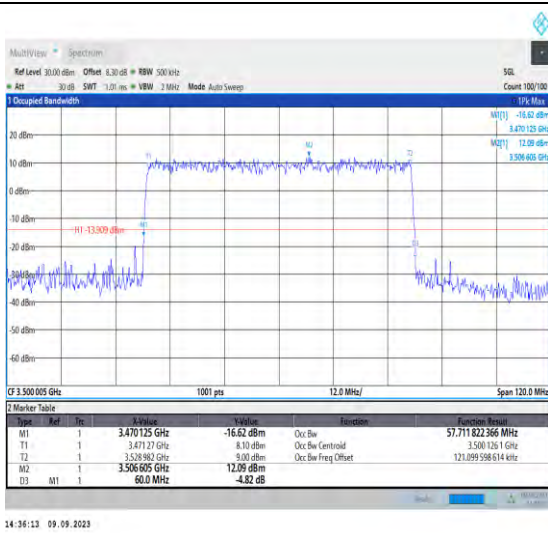 MultiView Spectrum
Ref Level 30.00 dBm Offset 8.30 dB RBW 500 kHz SGL
Att 30 dB SWT 1.01 ms VBW 2 MHz Mode Auto Sweep Count 100/100
1 Occupied Bandwidth 1Pk Max
M1[1] -16.62 dBm
3.470 125 GHz
M2[1] 12.09 dBm
3.506 605 GHz
20 dBm
M2
T1
T2
10 dBm
0 dBm
-10 dBm
M1
H1 -13.909 dBm
D3
-20 dBm
-30 dBm
-40 dBm
-50 dBm
-60 dBm
CF 3.500 005 GHz 1001 pts 12.0 MHz/ Span 120.0 MHz
2 Marker Table
Type Ref Trc X-Value Y-Value Function Function Result
M1 1 3.470 125 GHz -16.62 dBm Occ Bw 57.711 822 366 MHz
T1 1 3.471 27 GHz 8.10 dBm Occ Bw Centroid 3.500 126 1 GHz
T2 1 3.528 982 GHz 9.00 dBm Occ Bw Freq Offset 121.099 598 614 kHz
M2 1 3.506 605 GHz 12.09 dBm
D3 M1 1 60.0 MHz -4.82 dB
14:36:13 09.09.2023